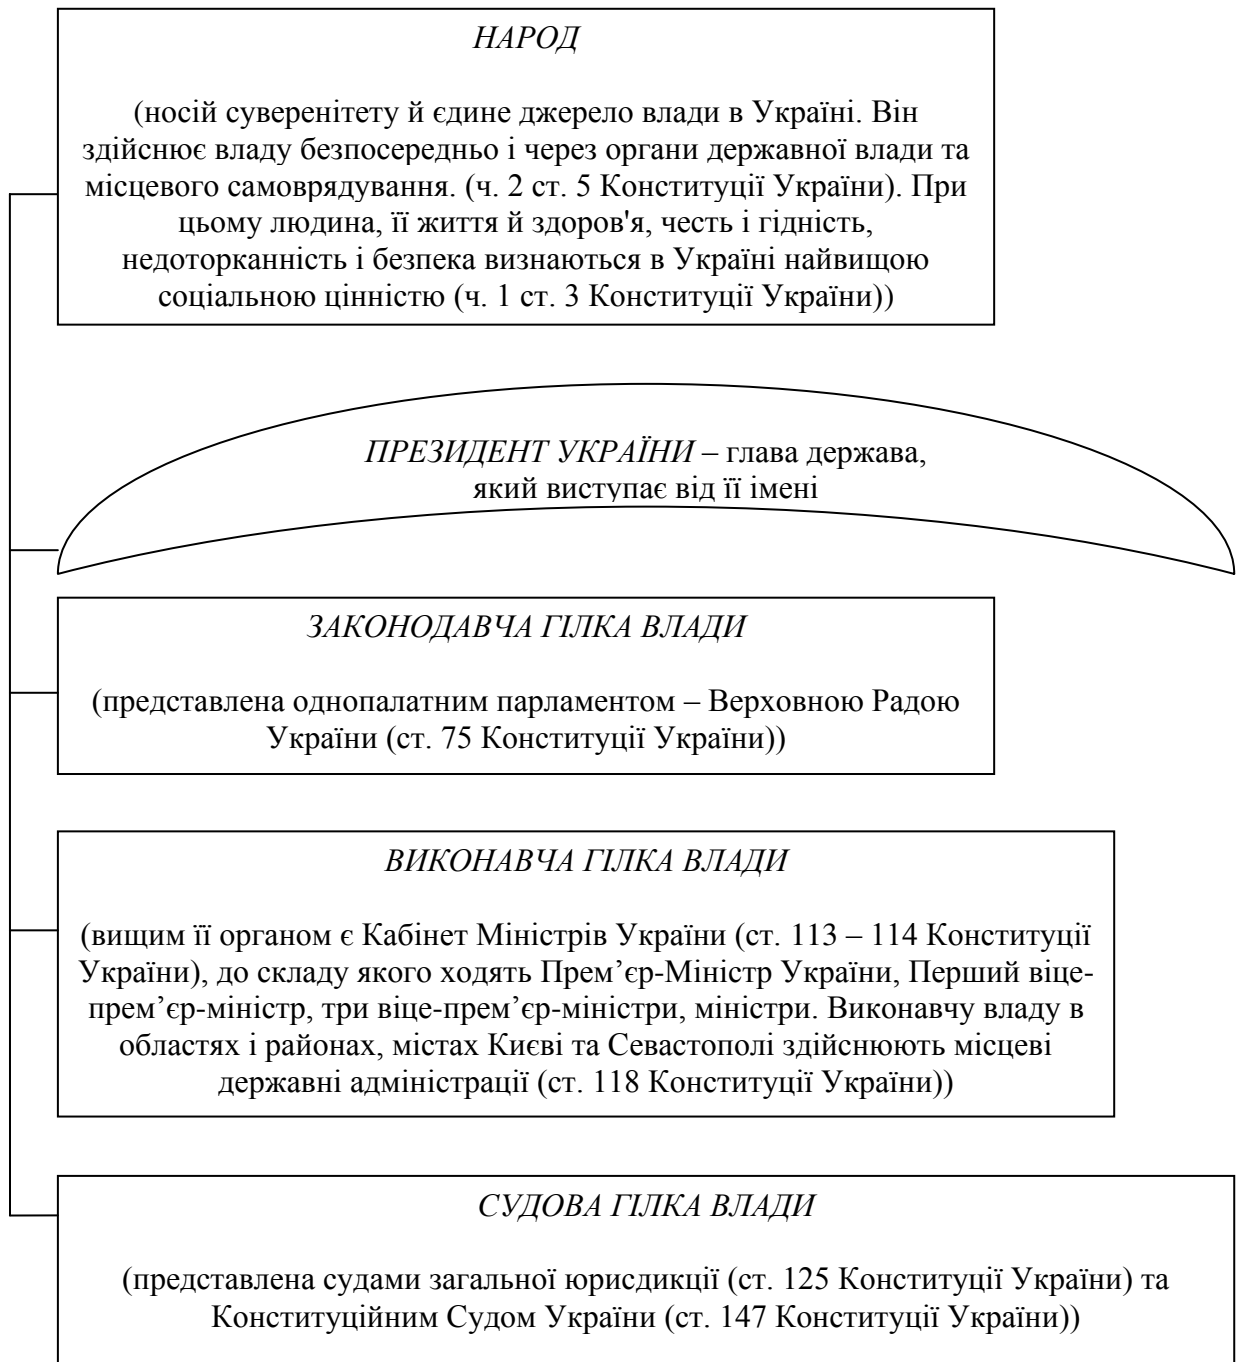 НАРОД
(носій суверенітету й єдине джерело влади в Україні. Він
здійснює владу безпосередньо і через органи державної влади та
місцевого самоврядування. (ч. 2 ст. 5 Конституції України). При
цьому людина, її життя й здоров'я, честь і гідність,
недоторканність і безпека визнаються в Україні найвищою
соціальною цінністю (ч. 1 ст. 3 Конституції України))
ПРЕЗИДЕНТ УКРАЇНИ – глава держава,
який виступає від її імені
ЗАКОНОДАВЧА ГІЛКА ВЛАДИ
(представлена однопалатним парламентом – Верховною Радою
України (ст. 75 Конституції України))
ВИКОНАВЧА ГІЛКА ВЛАДИ
(вищим її органом є Кабінет Міністрів України (ст. 113 – 114 Конституції
України), до складу якого ходять Прем’єр-Міністр України, Перший віце-
прем’єр-міністр, три віце-прем’єр-міністри, міністри. Виконавчу владу в
областях і районах, містах Києві та Севастополі здійснюють місцеві
державні адміністрації (ст. 118 Конституції України))
СУДОВА ГІЛКА ВЛАДИ
(представлена судами загальної юрисдикції (ст. 125 Конституції України) та
Конституційним Судом України (ст. 147 Конституції України))